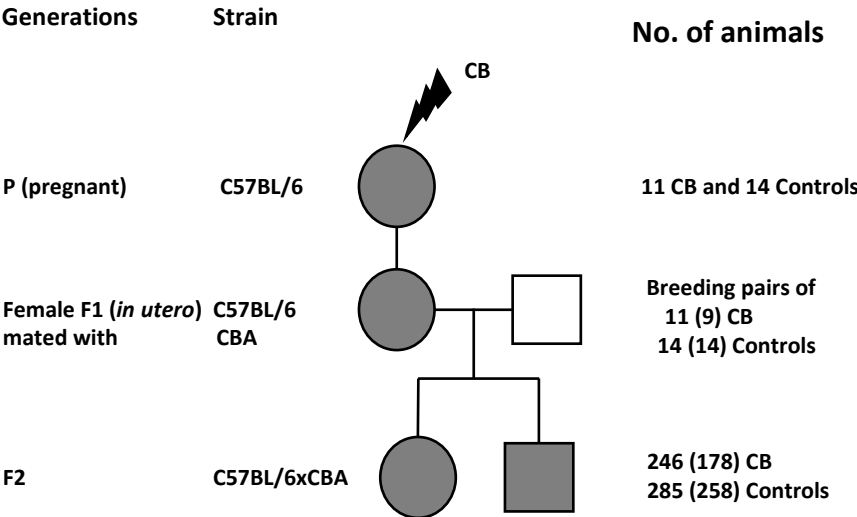 Generations Strain No. of animals
CB
P (pregnant) C57BL/6 11 CB and 14 Controls
Female F1 (in utero) C57BL/6 Breeding pairs of
mated with CBA 11 (9) CB
14 (14) Controls
F2 C57BL/6xCBA 246 (178) CB
285 (258) Controls